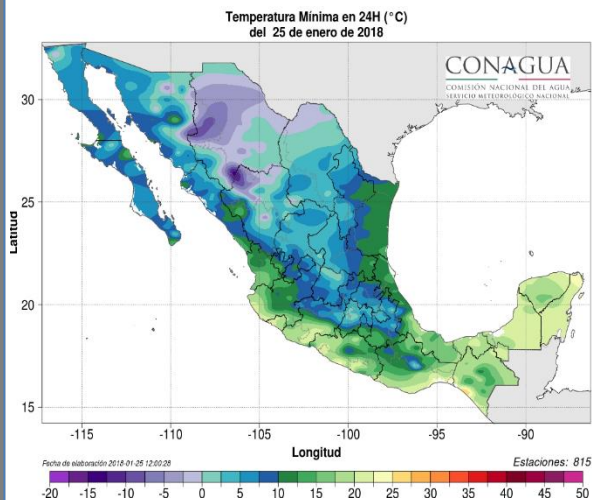 Temperatura Mínima en 24H (°C)
del 25 de enero de 2018
CONAGUA
COMISIÓN NACIONAL DEL AGUA
SERVICIO METEOROLÓGICO NACIONAL
Latitud
30
25
20
15
-115 -110 -105 -100 -95 -90
Longitud
Fecha de elaboración 2018-01-25 12:00:28
Estaciones: 815
-20 -15 -10 -5 0 5 10 15 20 25 30 35 40 45 50